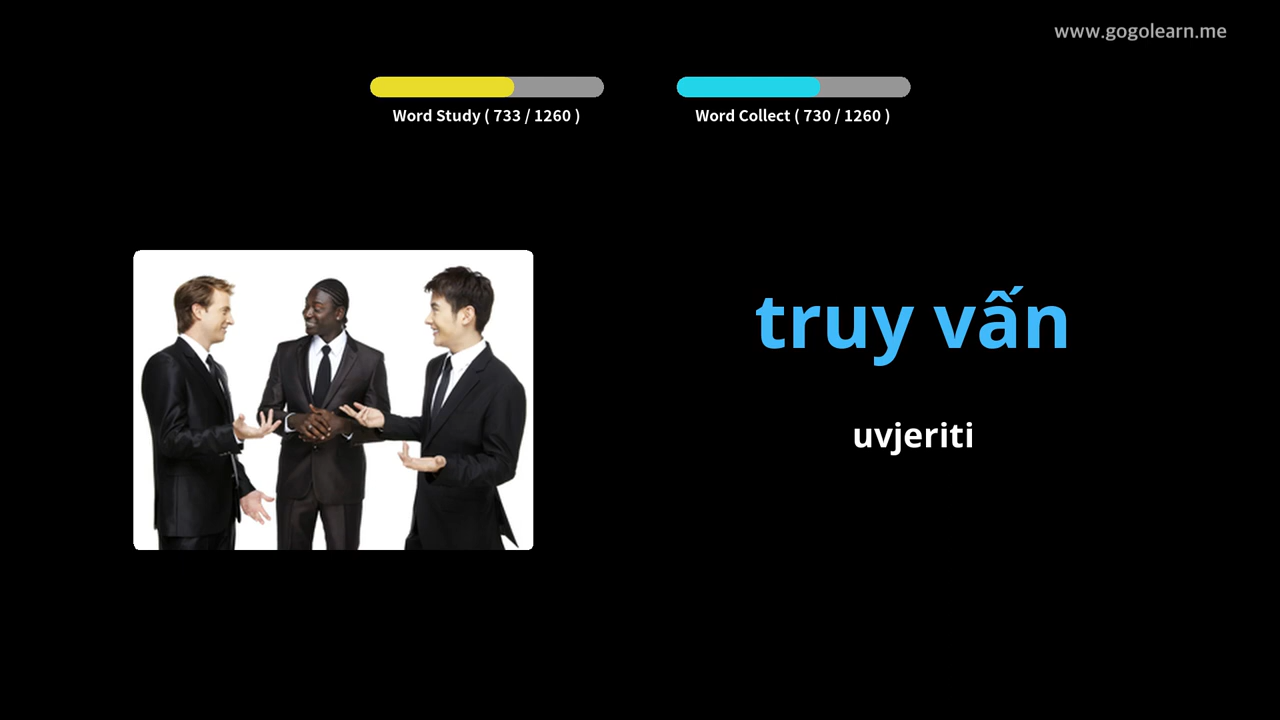 www.gogolearn.me
Word Study ( 733 / 1260 )
Word Collect ( 730 / 1260 )
truy vấn
uvjeriti